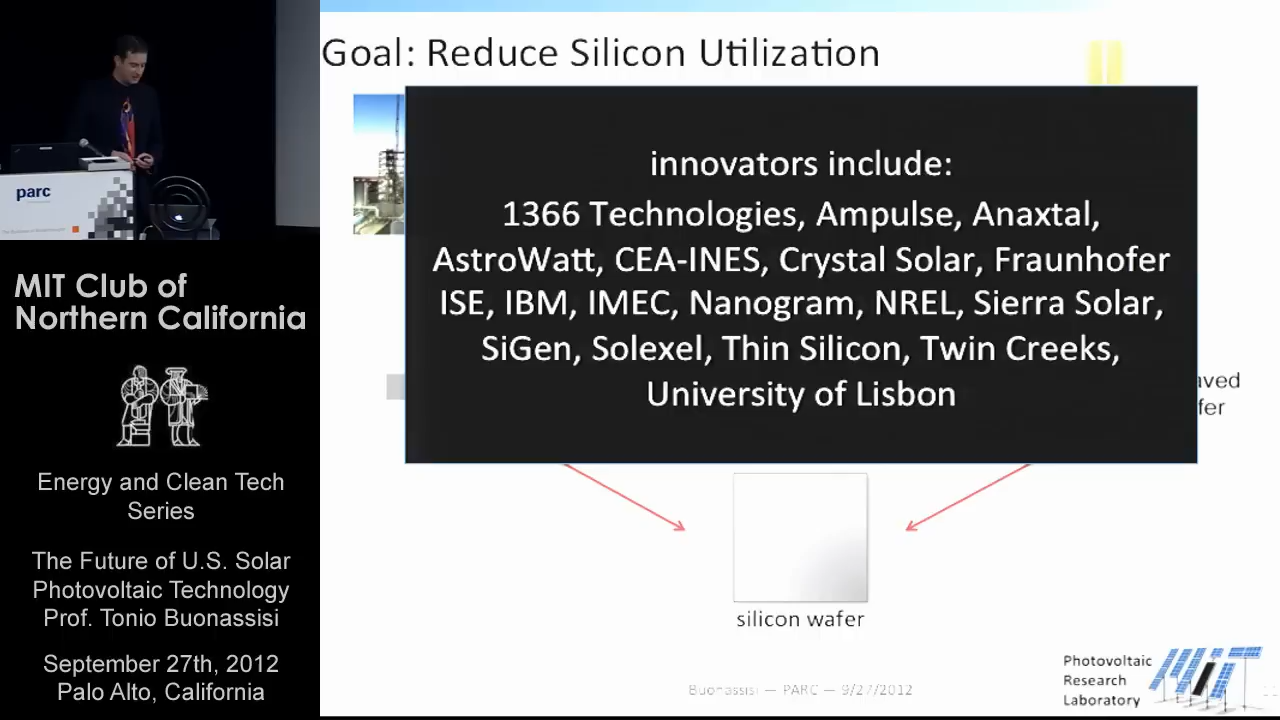 Goal: Reduce Silicon Utilization
innovators include:
1366 Technologies, Ampulse, Anaxtal,
AstroWatt, CEA-INES, Crystal Solar, Fraunhofer
ISE, IBM, IMEC, Nanogram, NREL, Sierra Solar,
SiGen, Solexel, Thin Silicon, Twin Creeks,
University of Lisbon
silicon wafer
Buonassisi — PARC — 9/27/2012
Photovoltaic
Research
Laboratory
MIT
parc
MIT Club of
Northern California
Energy and Clean Tech
Series
The Future of U.S. Solar
Photovoltaic Technology
Prof. Tonio Buonassisi
September 27th, 2012
Palo Alto, California